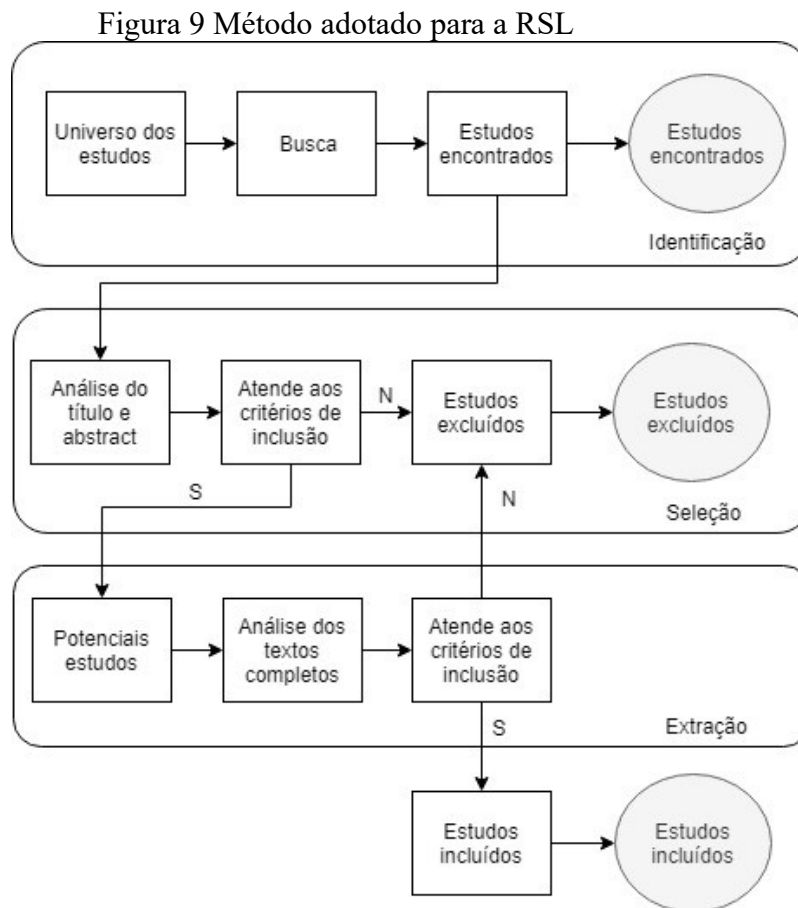 Figura 9 Método adotado para a RSL
Universo dos
estudos
Busca
Estudos
encontrados
Estudos
encontrados
Identificação
Análise do
título e
abstract
Atende aos
critérios de
inclusão
N
Estudos
excluídos
Estudos
excluídos
S
N
Seleção
Potenciais
estudos
Análise dos
textos
completos
Atende aos
critérios de
inclusão
Extração
S
Estudos
incluídos
Estudos
incluídos